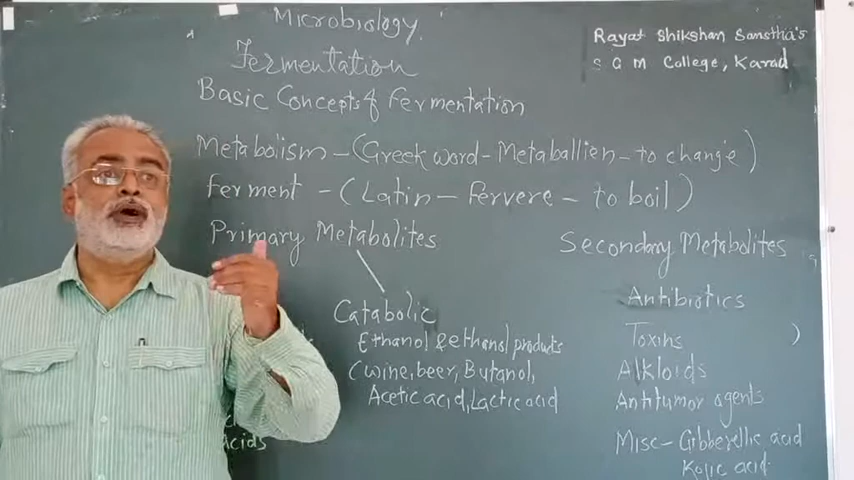 Microbiology
Rayat Shikshan Sanstha's
S G M College, Karad
Fermentation
Basic Concepts of Fermentation
Metabolism – (Greek word - Metaballien – to change)
Ferment – (Latin – Fervere – to boil)
Primary Metabolites
Secondary Metabolites
Catabolic
Ethanol & ethanol products
(Wine, beer, Butanol,
Acetic acid, Lactic acid
Acids
Antibiotics
Toxins )
Alkloids
Antitumor agents
Misc – Gibberellic acid
Kojic acid